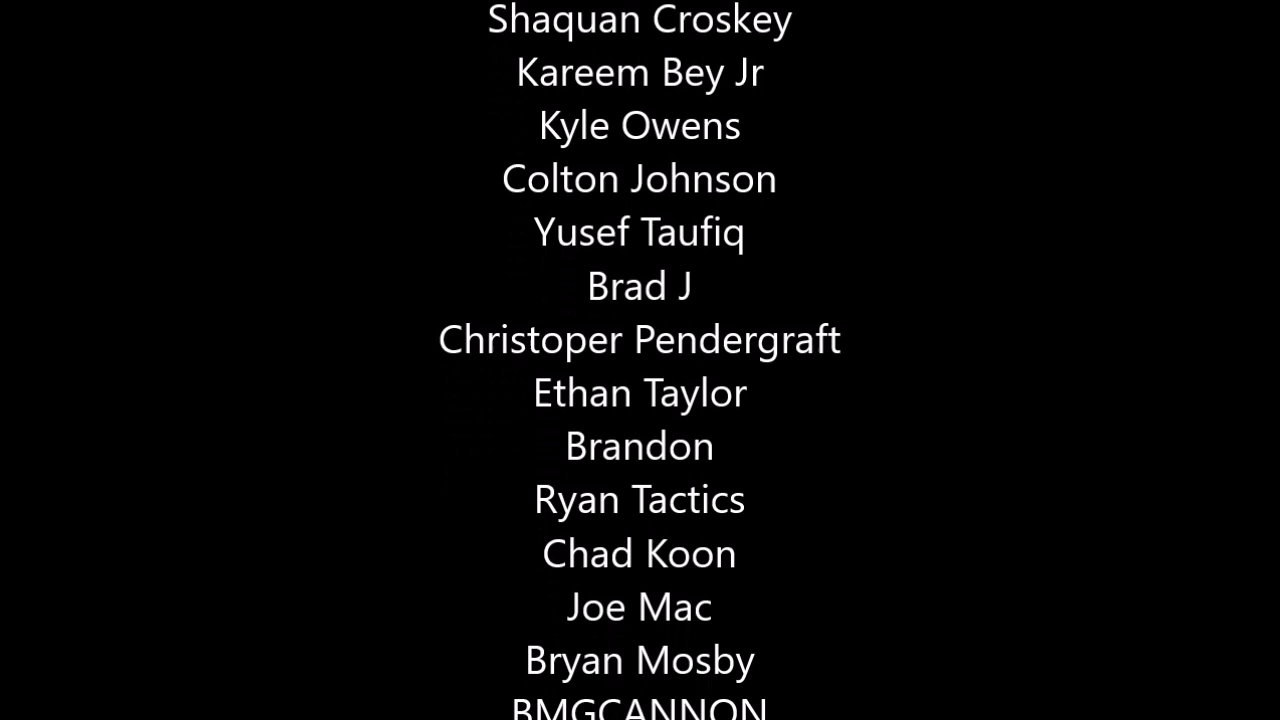 Shaquan Croskey
Kareem Bey Jr
Kyle Owens
Colton Johnson
Yusef Taufiq
Brad J
Christoper Pendergraft
Ethan Taylor
Brandon
Ryan Tactics
Chad Koon
Joe Mac
Bryan Mosby
BMGCANNON